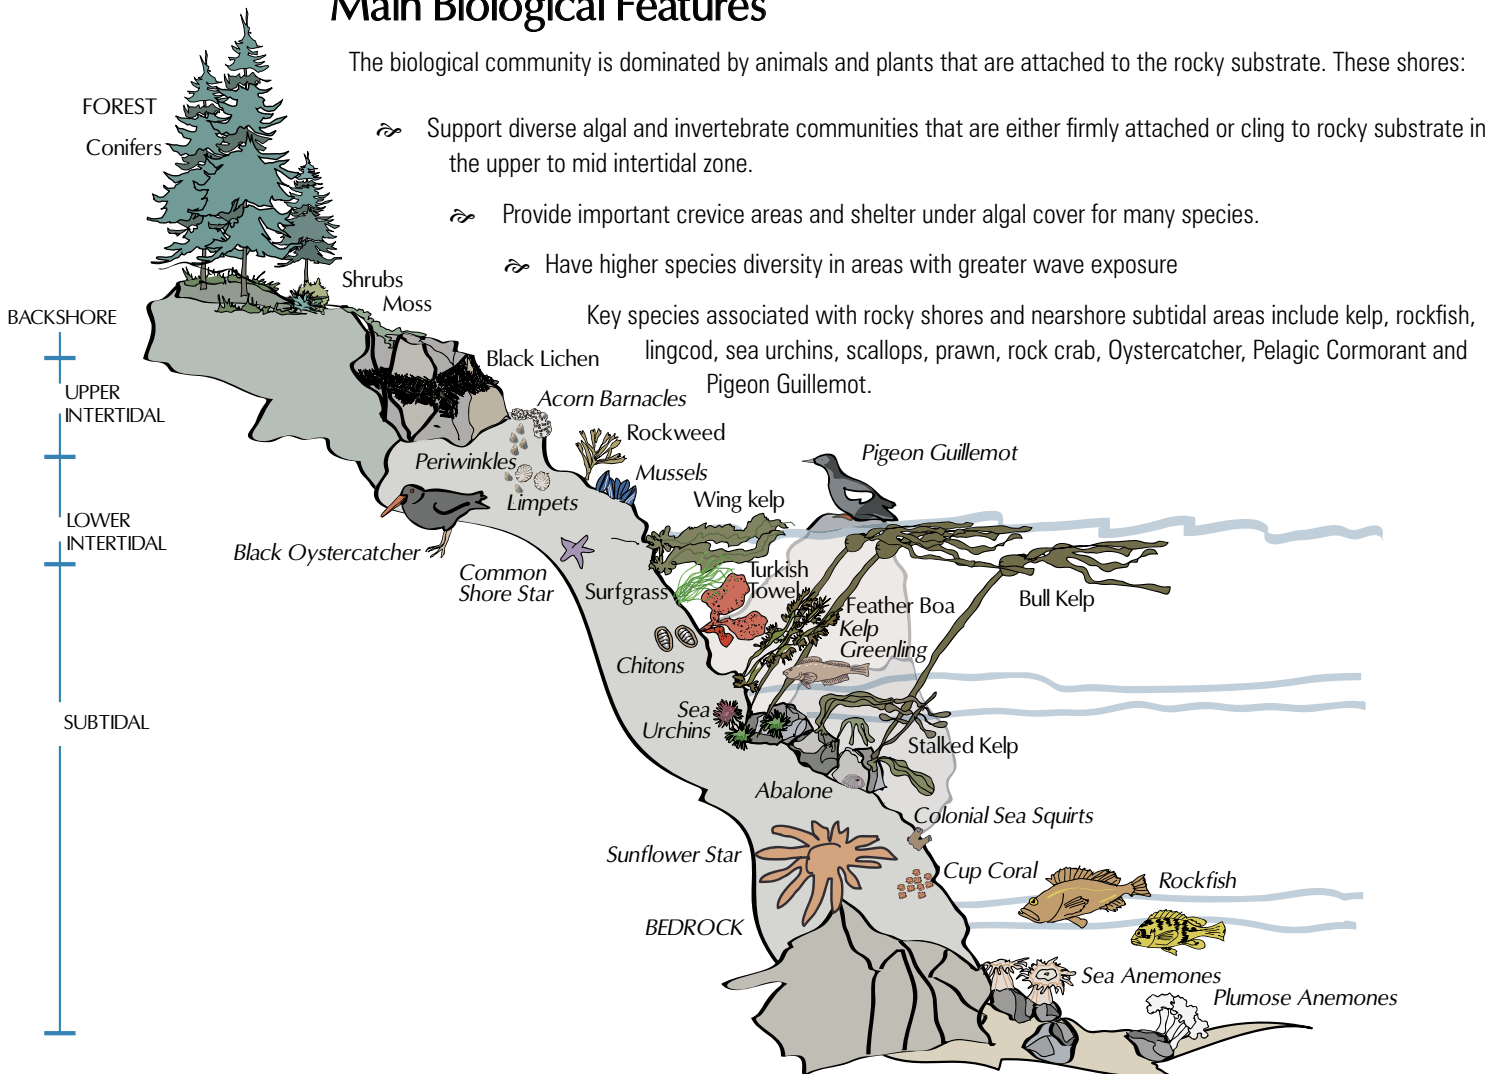 Main Biological Features
The biological community is dominated by animals and plants that are attached to the rocky substrate. These shores:
Support diverse algal and invertebrate communities that are either firmly attached or cling to rocky substrate in
the upper to mid intertidal zone.
Provide important crevice areas and shelter under algal cover for many species.
Have higher species diversity in areas with greater wave exposure
Key species associated with rocky shores and nearshore subtidal areas include kelp, rockfish,
lingcod, sea urchins, scallops, prawn, rock crab, Oystercatcher, Pelagic Cormorant and
Pigeon Guillemot.
FOREST
Conifers
Shrubs
Moss
BACKSHORE
Black Lichen
UPPER
INTERTIDAL
Acorn Barnacles
Rockweed
Periwinkles
Mussels
Pigeon Guillemot
Limpets
Wing kelp
LOWER
INTERTIDAL
Black Oystercatcher
Common
Shore Star
Surfgrass
Turkish
Towel
Feather Boa
Kelp
Greenling
Bull Kelp
Chitons
Sea
Urchins
SUBTIDAL
Stalked Kelp
Abalone
Colonial Sea Squirts
Sunflower Star
Cup Coral
Rockfish
BEDROCK
Sea Anemones
Plumose Anemones